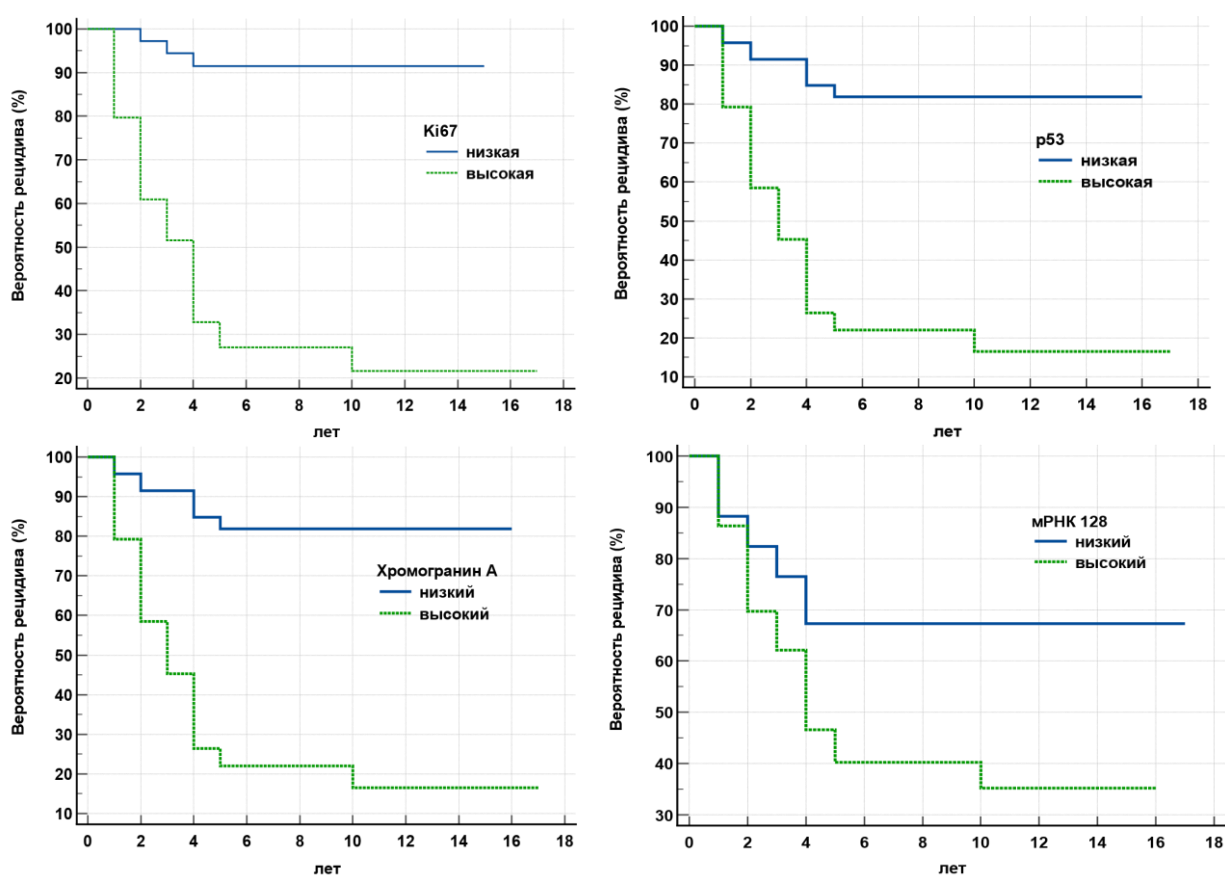 Вероятность рецидива (%)
100
90
80
70
60
50
40
30
20
Ki67
низкая
высокая
0 2 4 6 8 10 12 14 16 18
лет
Вероятность рецидива (%)
100
90
80
70
60
50
40
30
20
10
p53
низкая
высокая
0 2 4 6 8 10 12 14 16 18
лет
Вероятность рецидива (%)
100
90
80
70
60
50
40
30
20
10
Хромогранин А
низкий
высокий
0 2 4 6 8 10 12 14 16 18
лет
Вероятность рецидива (%)
100
90
80
70
60
50
40
30
мРНК 128
низкий
высокий
0 2 4 6 8 10 12 14 16 18
лет